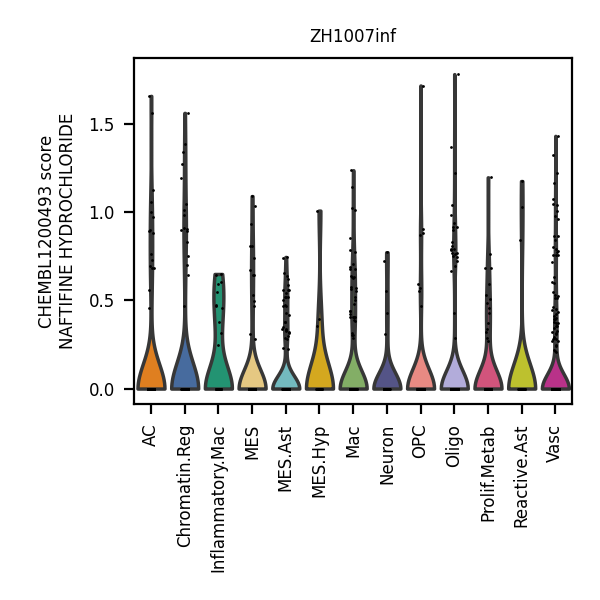 ZH1007inf
CHEMBL1200493 score
NAFTIFINE HYDROCHLORIDE
1.5
1.0
0.5
0.0
AC
Chromatin.Reg
Inflammatory.Mac
MES
MES.Ast
MES.Hyp
Mac
Neuron
OPC
Oligo
Prolif.Metab
Reactive.Ast
Vasc